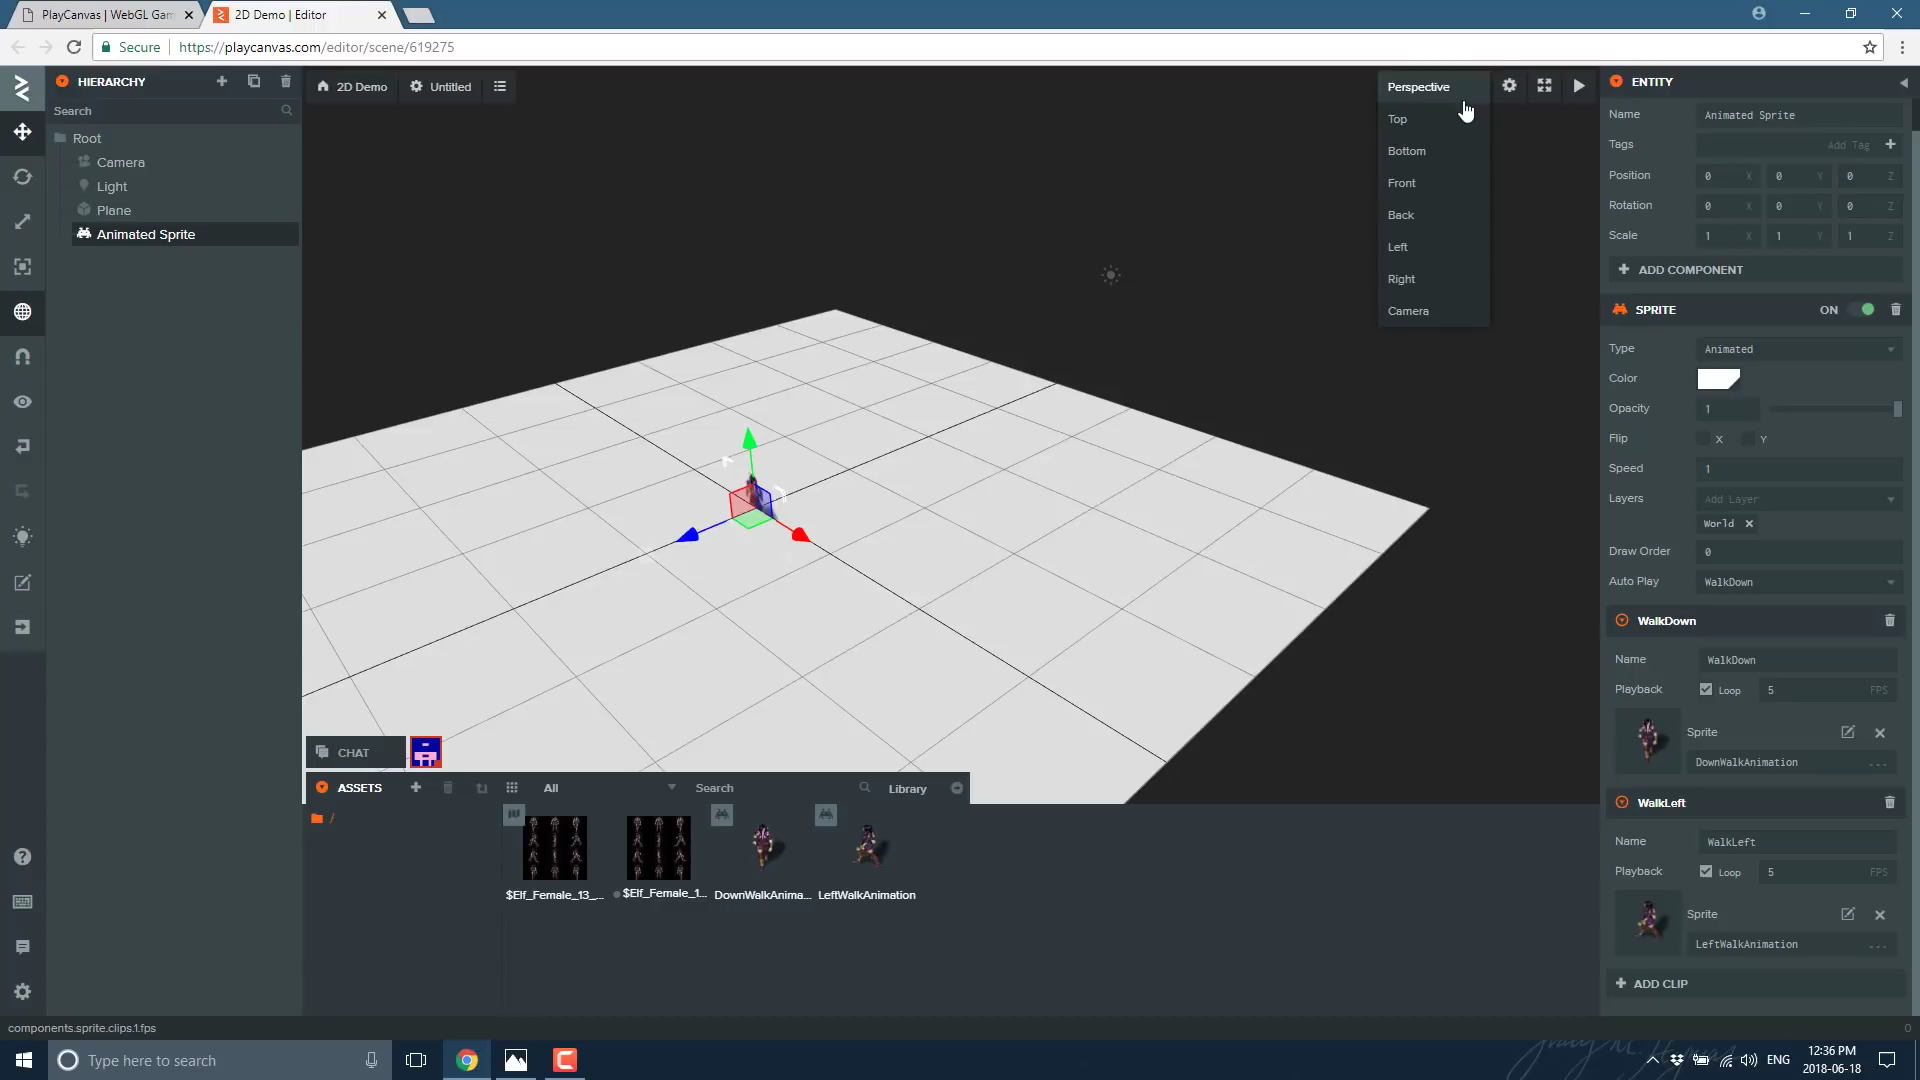 PlayCanvas | WebGL Gam
2D Demo | Editor
Secure
https://playcanvas.com/editor/scene/619275
HIERARCHY
Search
Root
Camera
Light
Plane
Animated Sprite
2D Demo
Untitled
Perspective
Top
Bottom
Front
Back
Left
Right
Camera
ENTITY
Name
Animated Sprite
Tags
Add Tag
Position
0 X 0 Y 0 Z
Rotation
0 X 0 Y 0 Z
Scale
1 X 1 Y 1 Z
ADD COMPONENT
SPRITE
ON
Type
Animated
Color
Opacity
1
Flip
X
Y
Speed
1
Layers
Add Layer
World
Draw Order
0
Auto Play
WalkDown
WalkDown
Name
WalkDown
Playback
Loop
5
FPS
Sprite
DownWalkAnimation
...
WalkLeft
Name
WalkLeft
Playback
Loop
5
FPS
Sprite
LeftWalkAnimation
...
ADD CLIP
CHAT
ASSETS
All
Search
Library
/
$Elf_Female_13_...
$Elf_Female_1...
DownWalkAnima...
LeftWalkAnimation
components.sprite.clips.1.fps
0
Type here to search
ENG
12:36 PM
2018-06-18